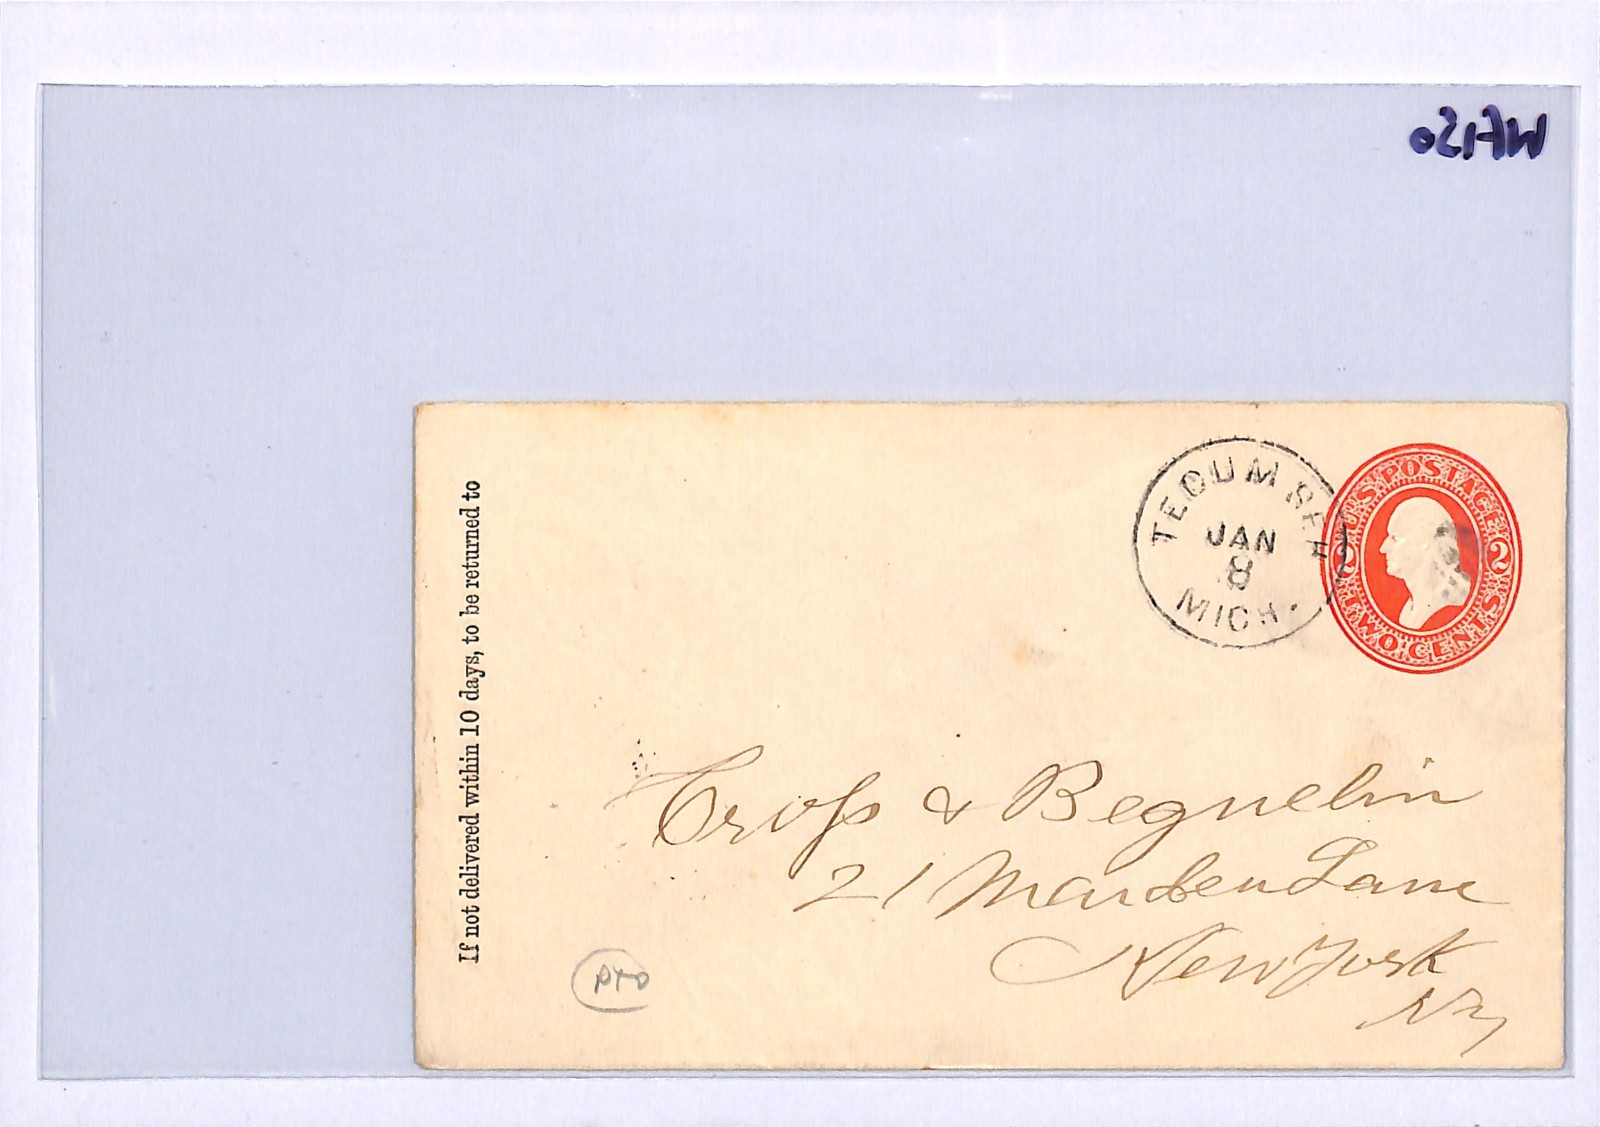 TECUMSEH
JAN
8
MICH.
U.S. POSTAGE
2 2
TWO CENTS
If not delivered within 10 days, to be returned to
Cross & Beguelin
21 Maiden Lane
New York
NY
PTO